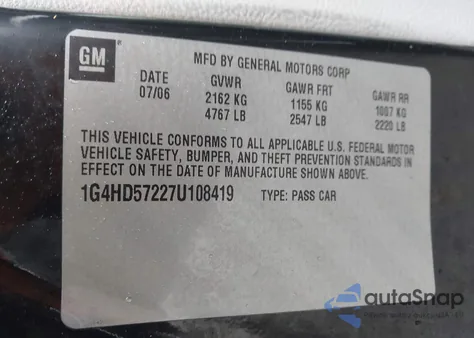 GM
MFD BY GENERAL MOTORS CORP
DATE GVWR GAWR FRT GAWR RR
07/06 2162 KG 1155 KG 1007 KG
4767 LB 2547 LB 2220 LB
THIS VEHICLE CONFORMS TO ALL APPLICABLE U.S. FEDERAL MOTOR
VEHICLE SAFETY, BUMPER, AND THEFT PREVENTION STANDARDS IN
EFFECT ON THE DATE OF MANUFACTURE SHOWN ABOVE.
1G4HD57227U108419 TYPE: PASS CAR
autoSnap